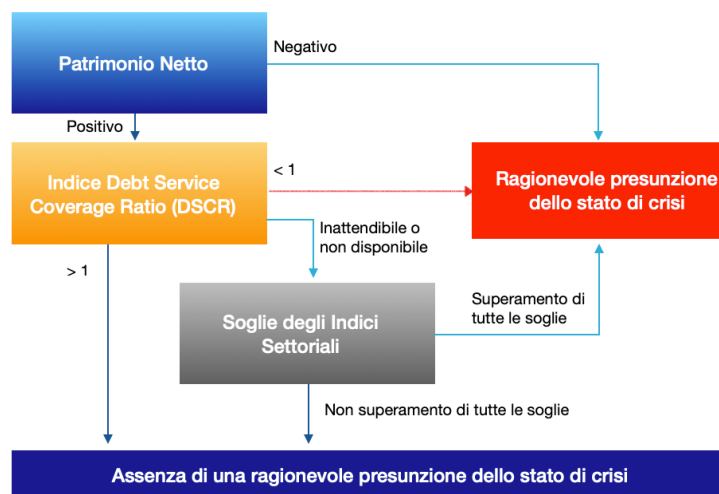 Patrimonio Netto
Negativo
Positivo
Indice Debt Service
Coverage Ratio (DSCR)
< 1
Ragionevole presunzione
dello stato di crisi
Inattendibile o
non disponibile
> 1
Soglie degli Indici
Settoriali
Superamento di
tutte le soglie
Non superamento di tutte le soglie
Assenza di una ragionevole presunzione dello stato di crisi